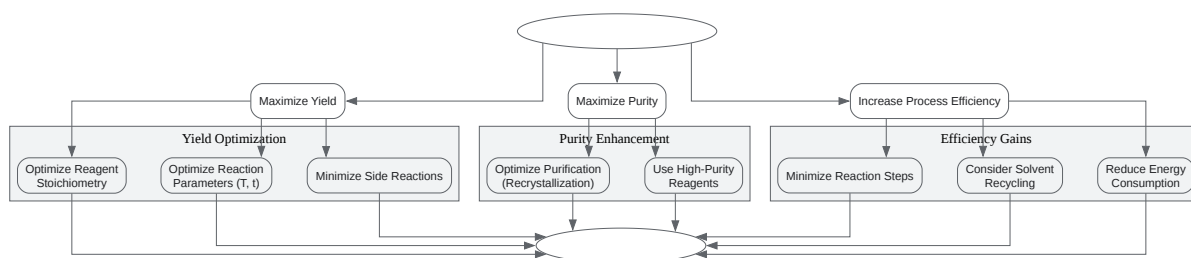 Maximize Yield
Maximize Purity
Increase Process Efficiency
Yield Optimization
Purity Enhancement
Efficiency Gains
Optimize Reagent
Stoichiometry
Optimize Reaction
Parameters (T, t)
Minimize Side Reactions
Optimize Purification
(Recrystallization)
Use High-Purity
Reagents
Minimize Reaction Steps
Consider Solvent
Recycling
Reduce Energy
Consumption